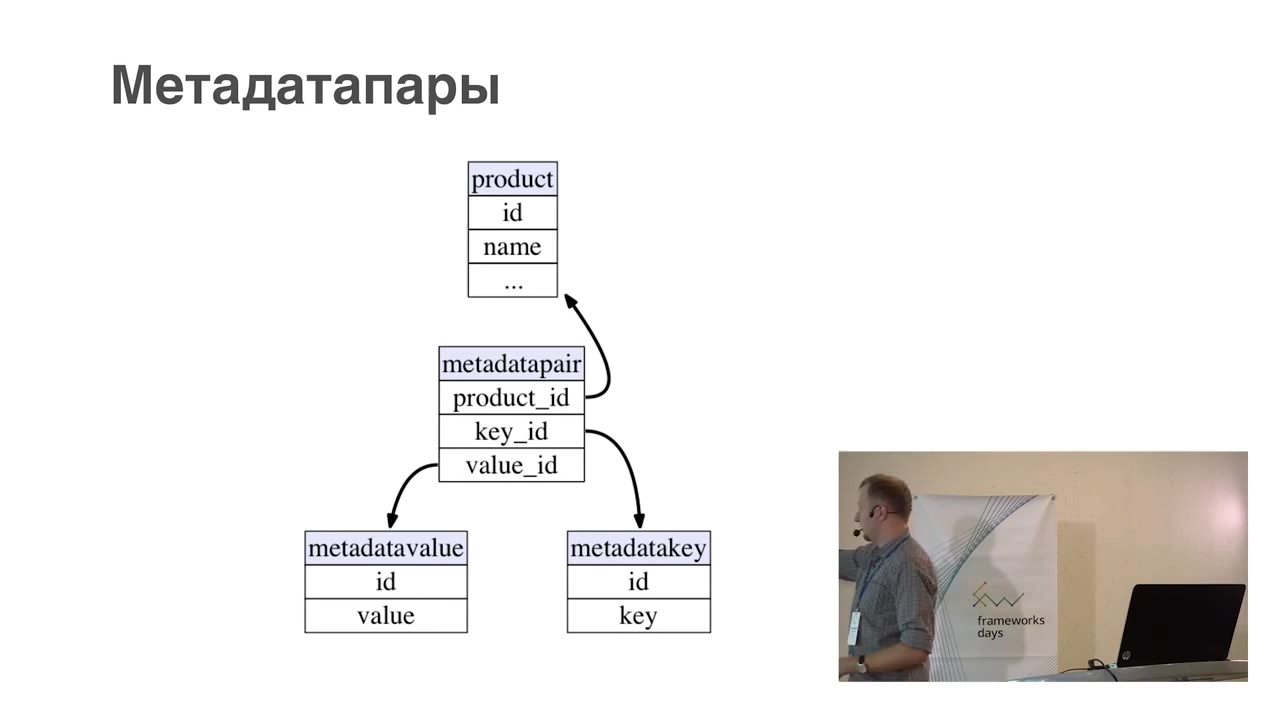 Метадатапары
product
id
name
...
metadatapair
product_id
key_id
value_id
metadatavalue
id
value
metadatakey
id
key
frameworks
days